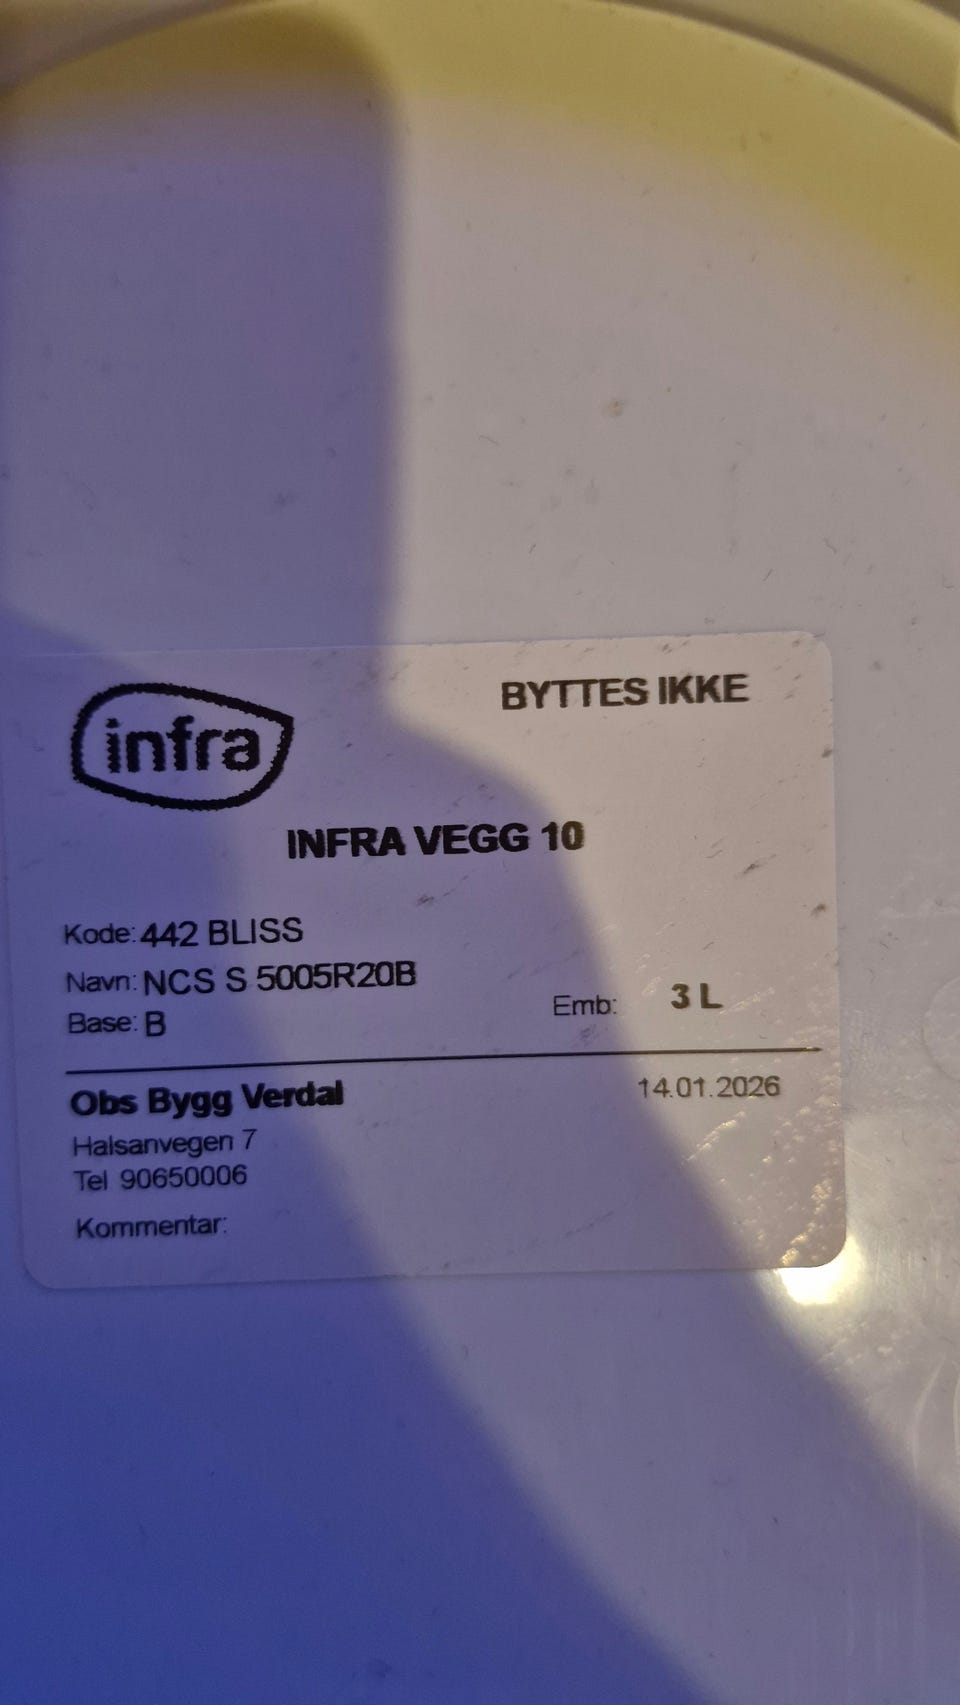 infra
BYTTES IKKE
INFRA VEGG 10
Kode: 442 BLISS
Navn: NCS S 5005R20B
Base: B
Emb: 3 L
Obs Bygg Verdal
14.01.2026
Halsanvegen 7
Tel 90650006
Kommentar: